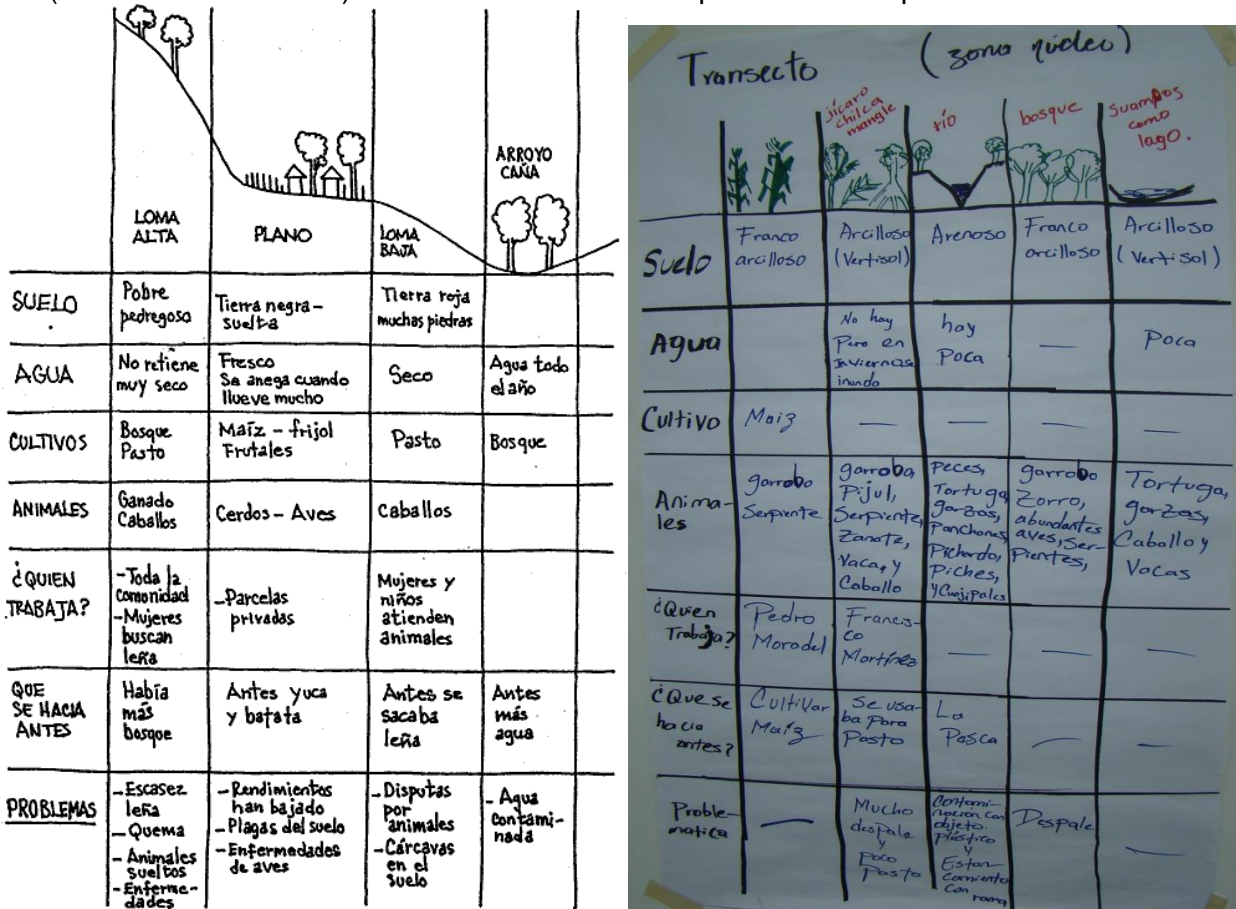 LOMA
ALTA
PLANO
LOMA
BAJA
ARROYO
CAÑA
SUELO
Pobre
pedregoso
Tierra negra –
suelta
Tierra roja
muchas piedras
AGUA
No retiene
muy seco
Fresco
Se anega cuando
llueve mucho
Seco
Agua todo
el año
CULTIVOS
Bosque
Pasto
Maíz – frijol
Frutales
Pasto
Bosque
ANIMALES
Ganado
Caballos
Cerdos – Aves
Caballos
¿QUIEN
TRABAJA?
- Toda la
comunidad
- Mujeres
buscan
leña
- Parcelas
privadas
Mujeres y
niños
atienden
animales
QUE
SE HACIA
ANTES
Había
más
bosque
Antes yuca
y batata
Antes se
sacaba
leña
Antes
más
agua
PROBLEMAS
- Escasez
leña
- Quema
- Animales
sueltos
- Enferme-
dades
- Rendimientos
han bajado
- Plagas del suelo
- Enfermedades
de aves
- Disputas
por
animales
- Cárcavas
en el
suelo
- Agua
contami-
nada
Transecto (zona núcleo)
jícaro
chilca
mangle
río
bosque
suampos
como
lago.
Suelo
Franco
arcilloso
Arcilloso
(Vertisol)
Arenoso
Franco
arcilloso
Arcilloso
(Vertisol)
Agua
No hay
Pero en
Invierno se
inunda
hay
Poca
—
Poca
Cultivo
Maiz
—
—
—
—
Anima-
les
garrobo
Serpiente
garrobo,
Pijul,
Serpiente,
Zanate,
Vaca, y
Caballo
Peces,
Tortuga,
garzas,
Panchones,
Pichardo,
Piches,
y Cuajipales
garrobo
Zorro,
abundantes
aves, Ser-
Pientes,
Tortuga,
garzas,
Caballo y
Vacas
¿Quien
Trabaja?
Pedro
Moradel
Francis-
co
Martínez
—
—
—
¿Que se
hacia
antes?
Cultivar
Maíz
Se usa-
ba Para
Pasto
La
Pesca
—
—
Proble-
matica
—
Mucho
despale
y
Poco
Pasto
Contami-
nacion con
objeto
plástico
y
Estan-
camiento
con rama
Despale
—